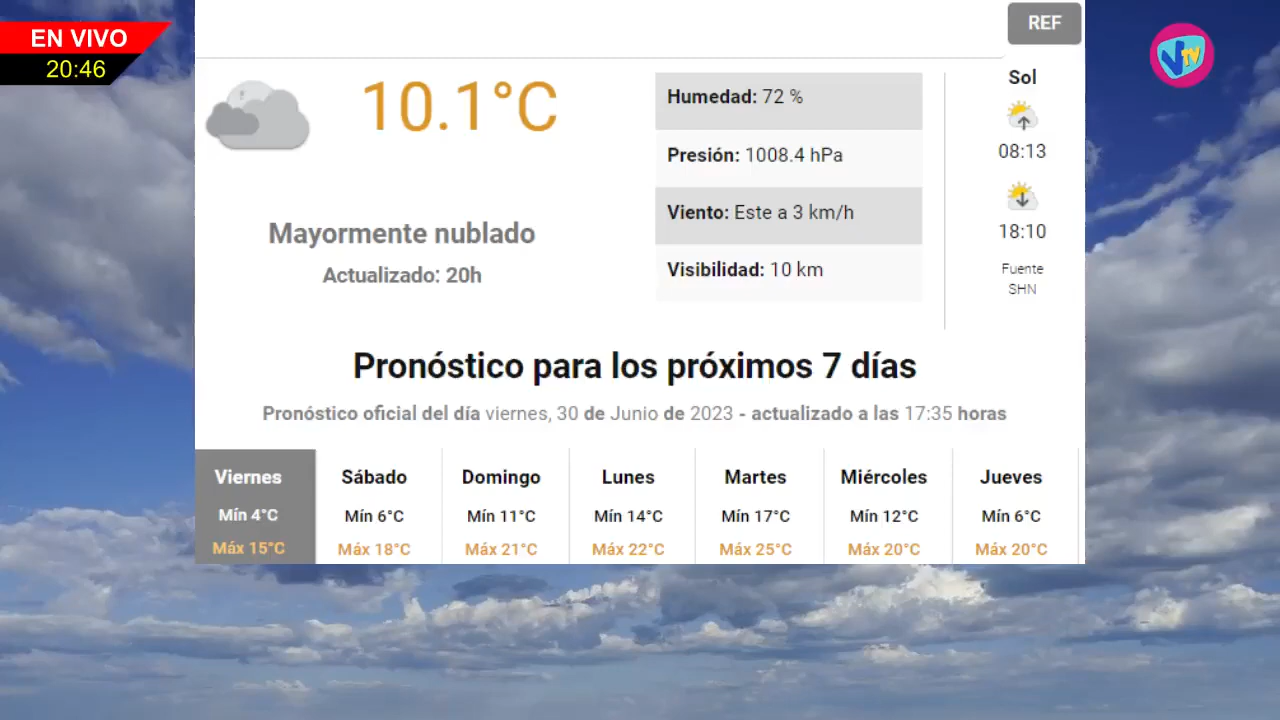 EN VIVO
20:46
REF
VTV
10.1°C
Mayormente nublado
Actualizado: 20h
Humedad: 72 %
Presión: 1008.4 hPa
Viento: Este a 3 km/h
Visibilidad: 10 km
Sol
08:13
18:10
Fuente
SHN
Pronóstico para los próximos 7 días
Pronóstico oficial del día viernes, 30 de Junio de 2023 - actualizado a las 17:35 horas
Viernes Sábado Domingo Lunes Martes Miércoles Jueves
Mín 4°C Mín 6°C Mín 11°C Mín 14°C Mín 17°C Mín 12°C Mín 6°C
Máx 15°C Máx 18°C Máx 21°C Máx 22°C Máx 25°C Máx 20°C Máx 20°C